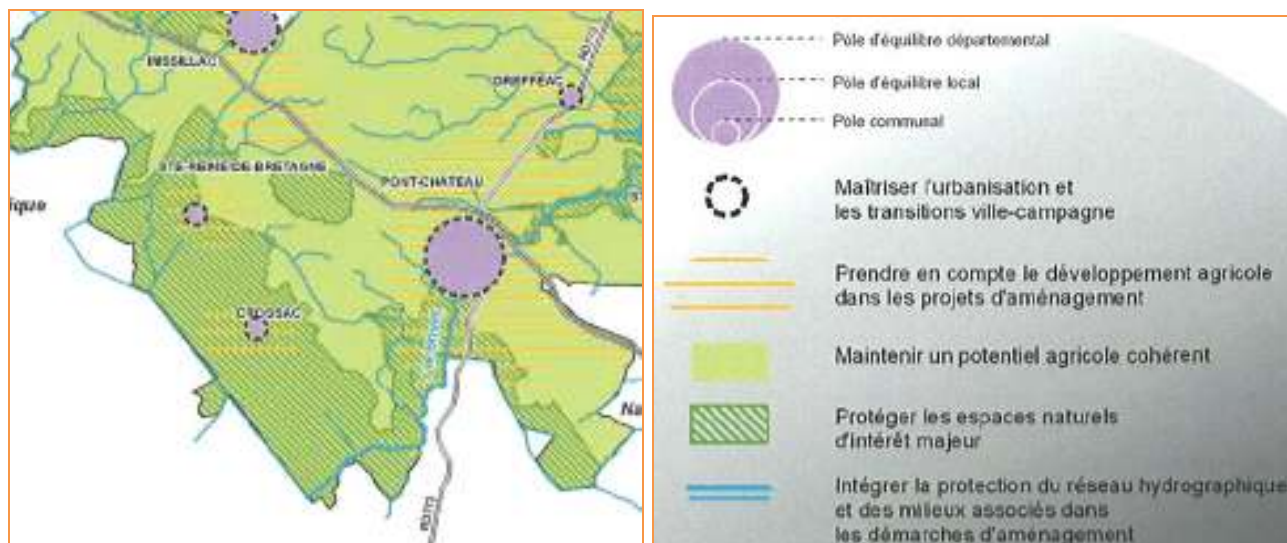 MISSILLAC
DREFFEAC
RD773
STE-REINE-DE-BRETAGNE
PONT-CHATEAU
ique
CROSSAC
Na
RD773
Pôle d'équilibre départemental
Pôle d'équilibre local
Pôle communal
Maîtriser l'urbanisation et
les transitions ville-campagne
Prendre en compte le développement agricole
dans les projets d'aménagement
Maintenir un potentiel agricole cohérent
Protéger les espaces naturels
d'intérêt majeur
Intégrer la protection du réseau hydrographique
et des milieux associés dans
les démarches d'aménagement